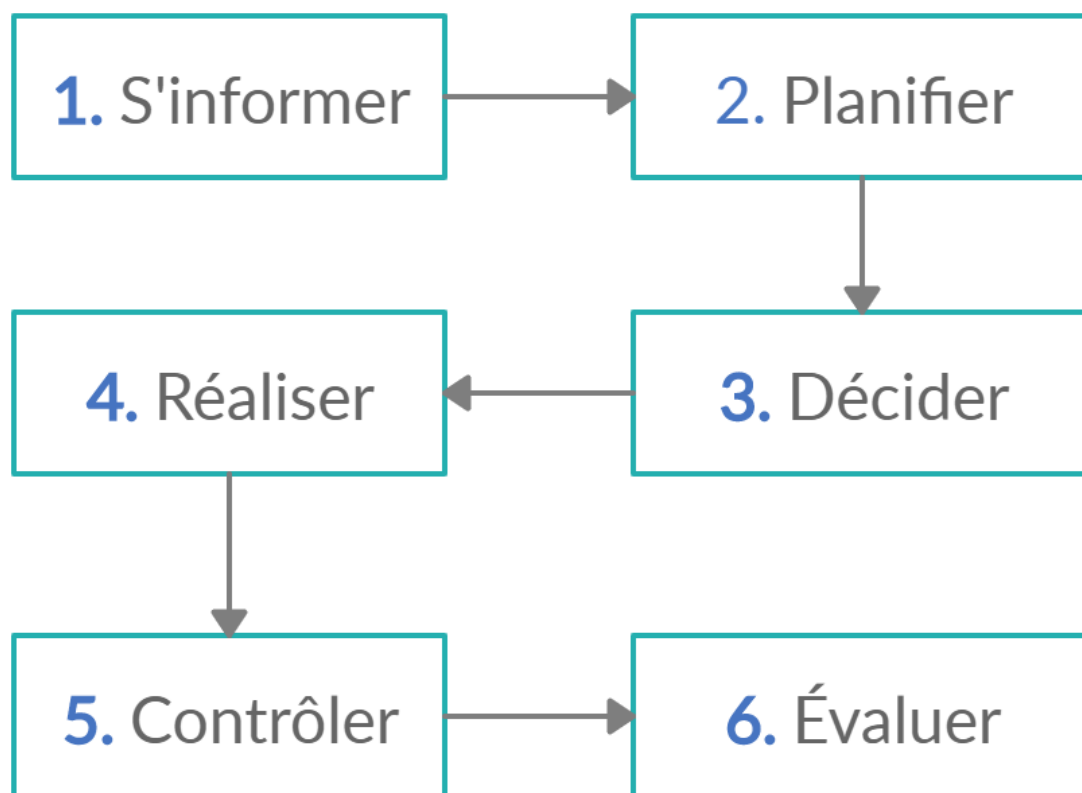 1. S'informer
2. Planifier
3. Décider
4. Réaliser
5. Contrôler
6. Évaluer